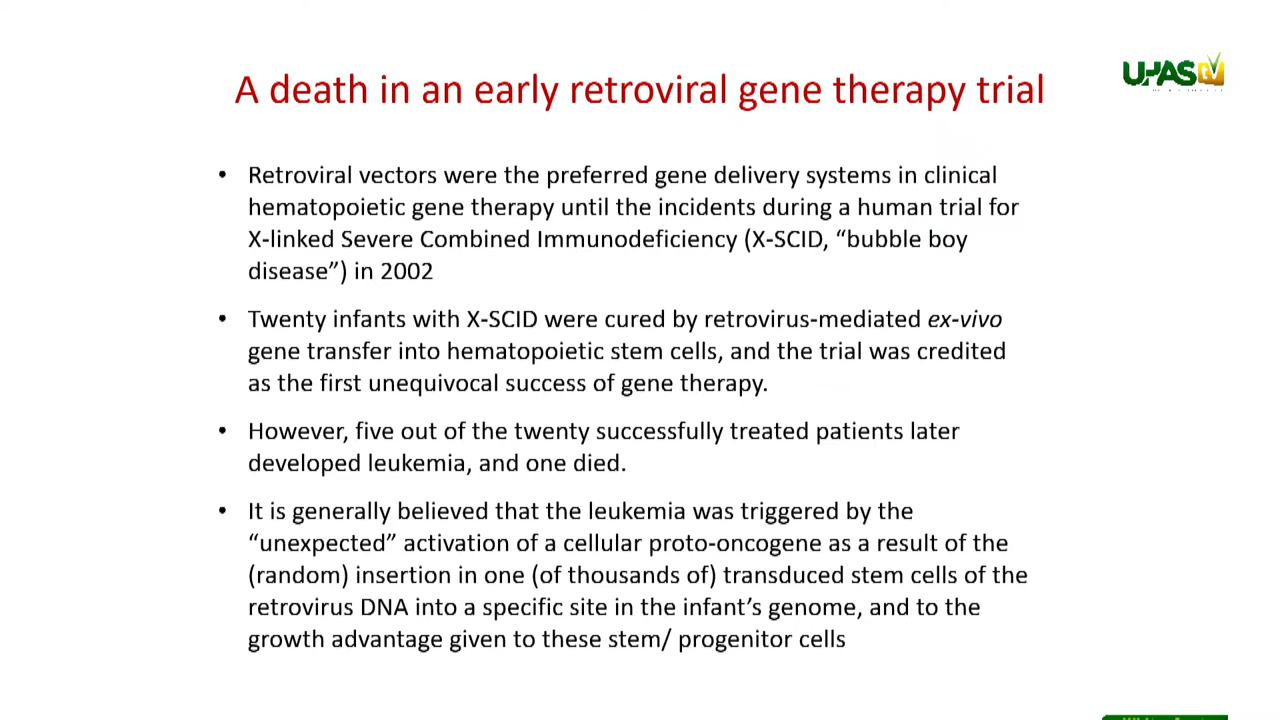 A death in an early retroviral gene therapy trial
UPAS tv
• Retroviral vectors were the preferred gene delivery systems in clinical
hematopoietic gene therapy until the incidents during a human trial for
X-linked Severe Combined Immunodeficiency (X-SCID, “bubble boy
disease”) in 2002
• Twenty infants with X-SCID were cured by retrovirus-mediated ex-vivo
gene transfer into hematopoietic stem cells, and the trial was credited
as the first unequivocal success of gene therapy.
• However, five out of the twenty successfully treated patients later
developed leukemia, and one died.
• It is generally believed that the leukemia was triggered by the
“unexpected” activation of a cellular proto-oncogene as a result of the
(random) insertion in one (of thousands of) transduced stem cells of the
retrovirus DNA into a specific site in the infant’s genome, and to the
growth advantage given to these stem/ progenitor cells